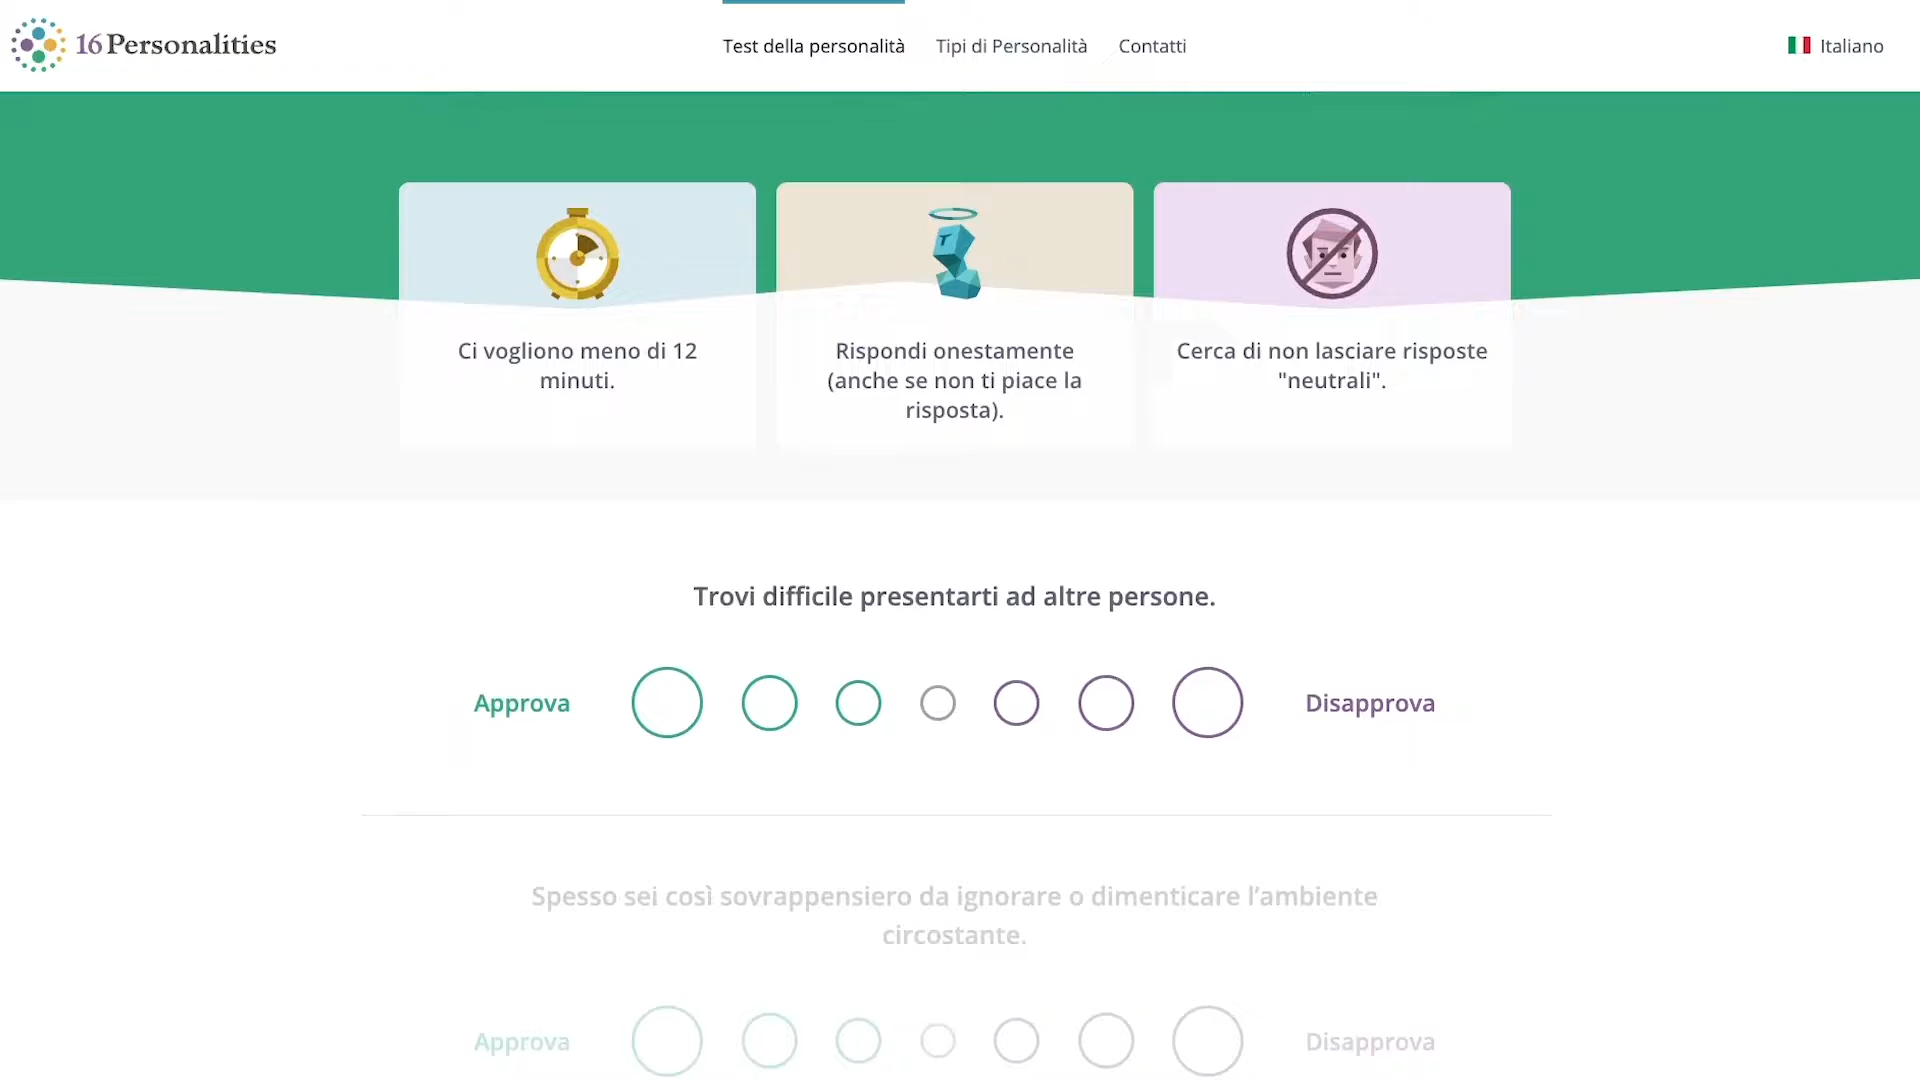 16 Personalities
Test della personalità
Tipi di Personalità
Contatti
Italiano
T
Ci vogliono meno di 12
minuti.
Rispondi onestamente
(anche se non ti piace la
risposta).
Cerca di non lasciare risposte
"neutrali".
Trovi difficile presentarti ad altre persone.
Approva
Disapprova
Spesso sei così sovrappensiero da ignorare o dimenticare l’ambiente
circostante.
Approva
Disapprova